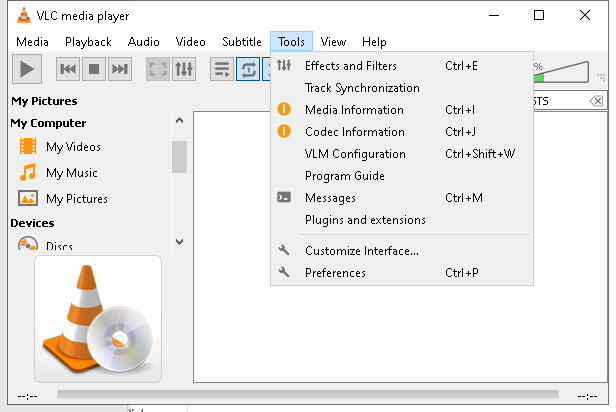 VLC media player
Media Playback Audio Video Subtitle Tools View Help
Effects and Filters Ctrl+E
Track Synchronization
Media Information Ctrl+I
Codec Information Ctrl+J
VLM Configuration Ctrl+Shift+W
Program Guide
Messages Ctrl+M
Plugins and extensions
Customize Interface...
Preferences Ctrl+P
%
STS
My Pictures
My Computer
My Videos
My Music
My Pictures
Devices
Discs
--:-- --:--